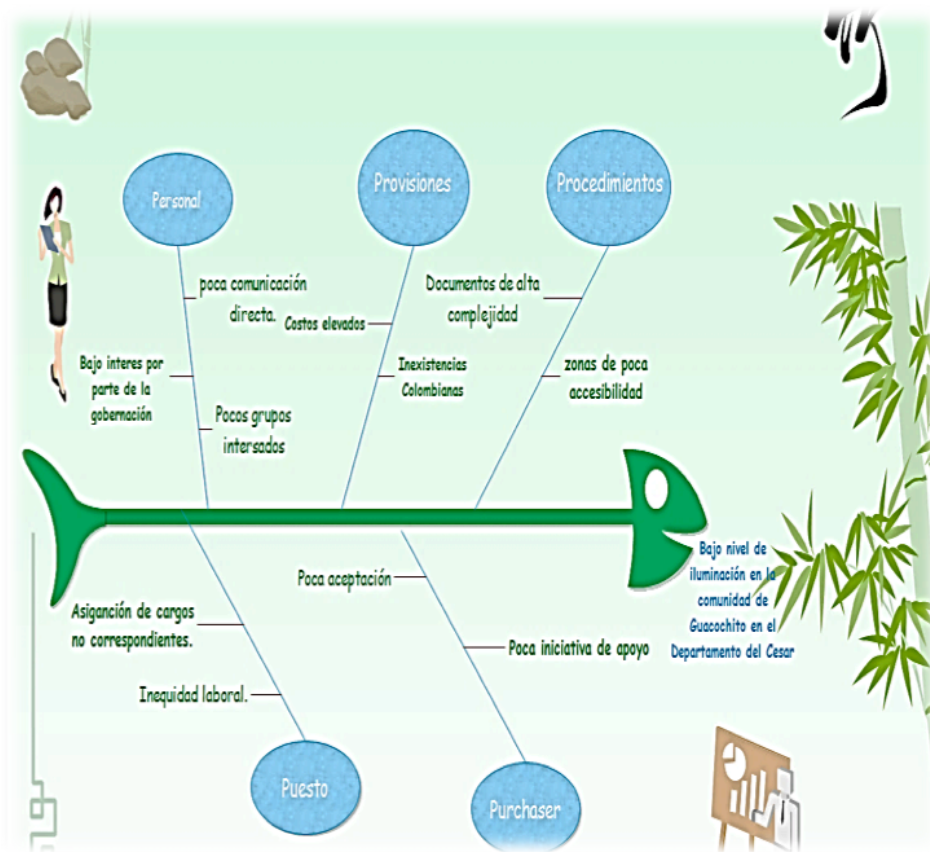 Personal
Provisiones
Procedimientos
poca comunicación
directa.
Bajo interes por
parte de la
gobernación
Pocos grupos
intersados
Costos elevados
Inexistencias
Colombianas
Documentos de alta
complejidad
zonas de poca
accesibilidad
Bajo nivel de
iluminación en la
comunidad de
Guacochito en el
Departamento del Cesar
Asiganción de cargos
no correspondientes.
Inequidad laboral.
Poca aceptación
Poca iniciativa de apoyo
Puesto
Purchaser